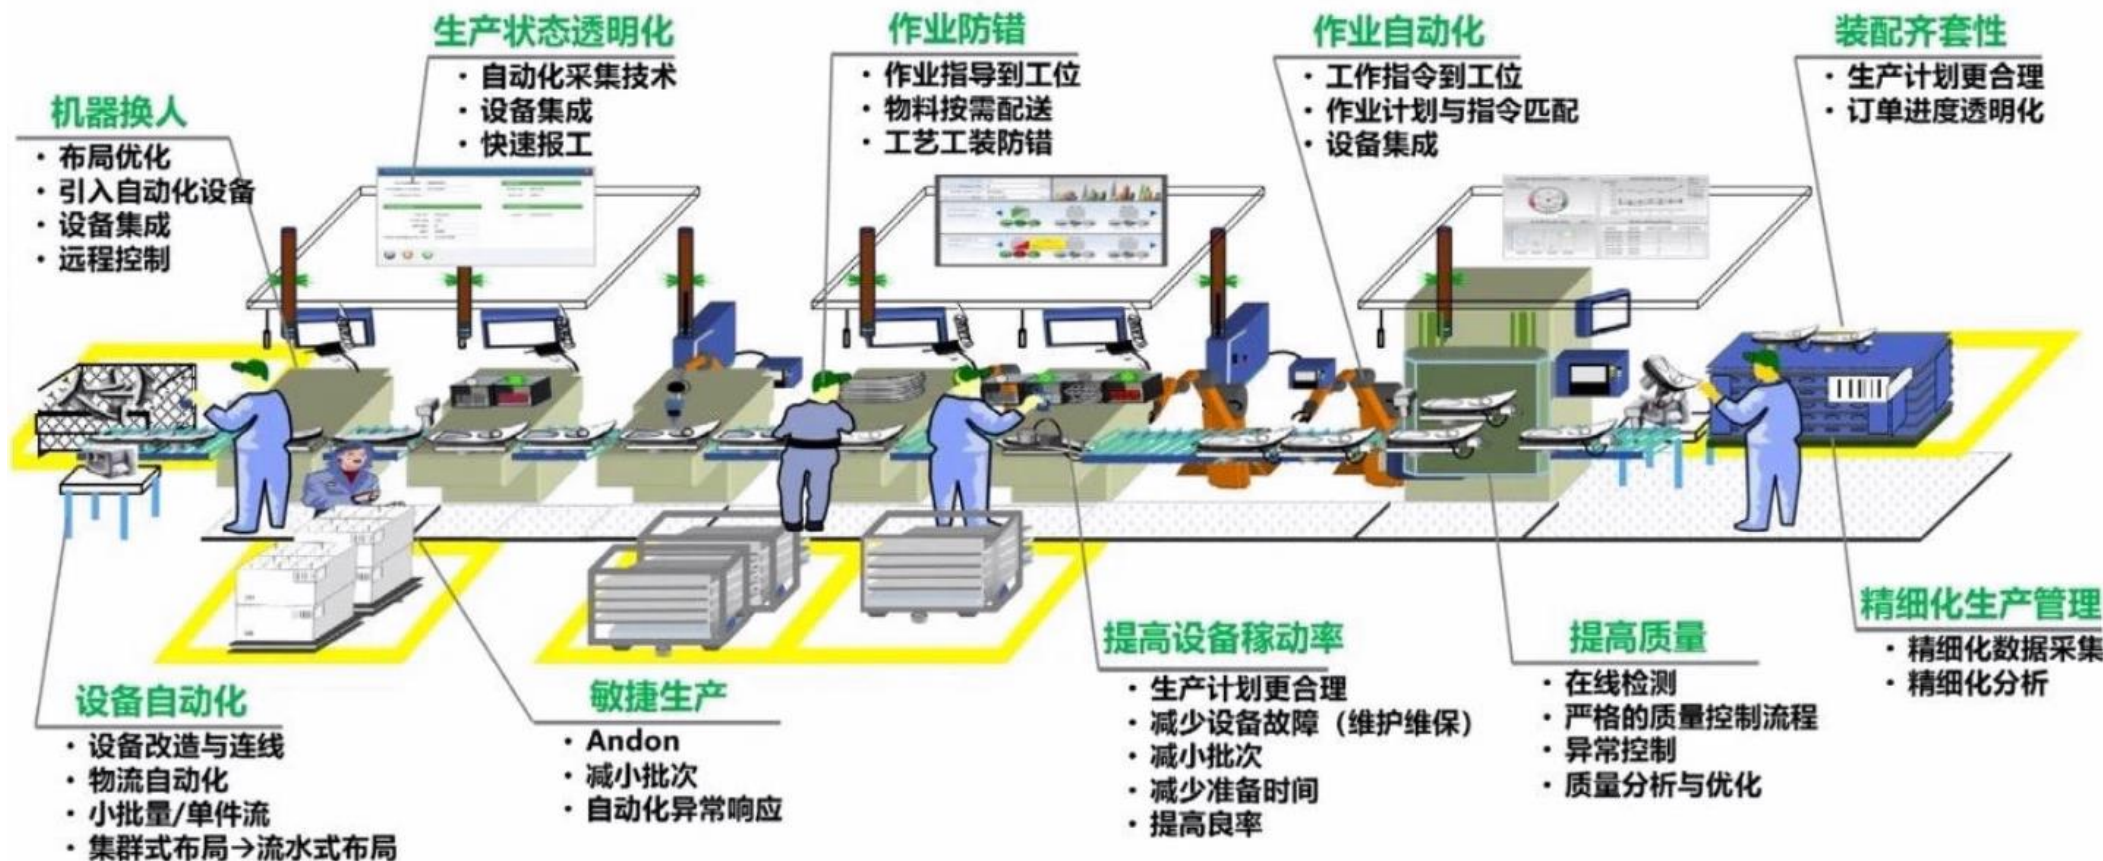 机器换人
· 布局优化
· 引入自动化设备
· 设备集成
· 远程控制
生产状态透明化
· 自动化采集技术
· 设备集成
· 快速报工
作业防错
· 作业指导到工位
· 物料按需配送
· 工艺工装防错
作业自动化
· 工作指令到工位
· 作业计划与指令匹配
· 设备集成
装配齐套性
· 生产计划更合理
· 订单进度透明化
设备自动化
· 设备改造与连线
· 物流自动化
· 小批量/单件流
· 集群式布局→流水式布局
敏捷生产
· Andon
· 减小批次
· 自动化异常响应
提高设备稼动率
· 生产计划更合理
· 减少设备故障（维护维保）
· 减小批次
· 减少准备时间
· 提高良率
提高质量
· 在线检测
· 严格的质量控制流程
· 异常控制
· 质量分析与优化
精细化生产管理
· 精细化数据采集
· 精细化分析